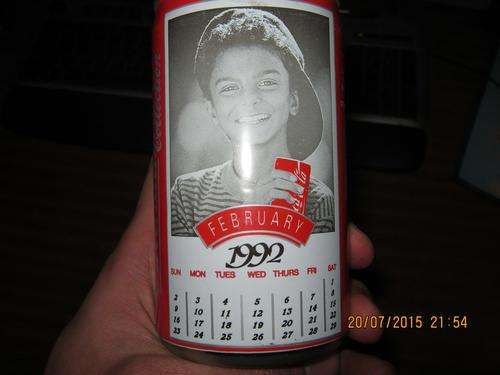 Coca-Cola
FEBRUARY
1992
SUN MON TUES WED THURS FRI SAT
1
2 3 4 5 6 7 8
9 10 11 12 13 14 15
16 17 18 19 20 21 22
23 24 25 26 27 28 29
20/07/2015 21:54